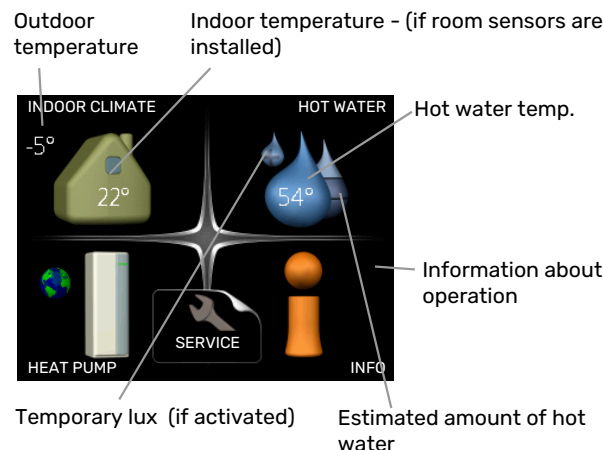 Outdoor
temperature
Indoor temperature - (if room sensors are
installed)
INDOOR CLIMATE
HOT WATER
Hot water temp.
-5°
22°
54°
Information about
operation
SERVICE
HEAT PUMP
INFO
Temporary lux (if activated)
Estimated amount of hot
water